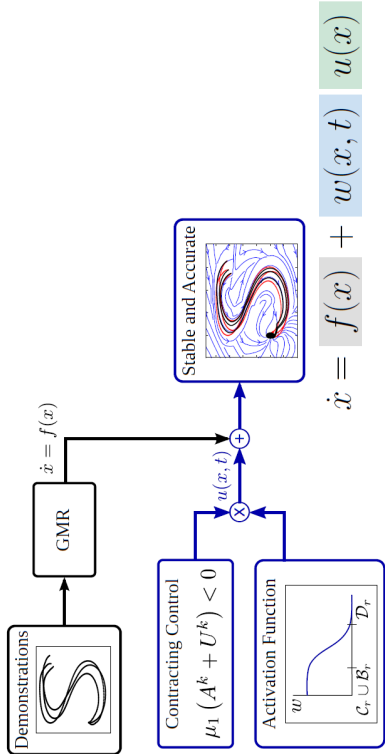 Demonstrations
GMR
ẋ = f(x)
Contracting Control
μ₁ (Aᵏ + Uᵏ) < 0
Activation Function
w
𝒞ᵣ ∪ ℬᵣ
𝒟ᵣ
×
u(x, t)
+
Stable and Accurate
ẋ = f(x) + w(x, t) u(x)